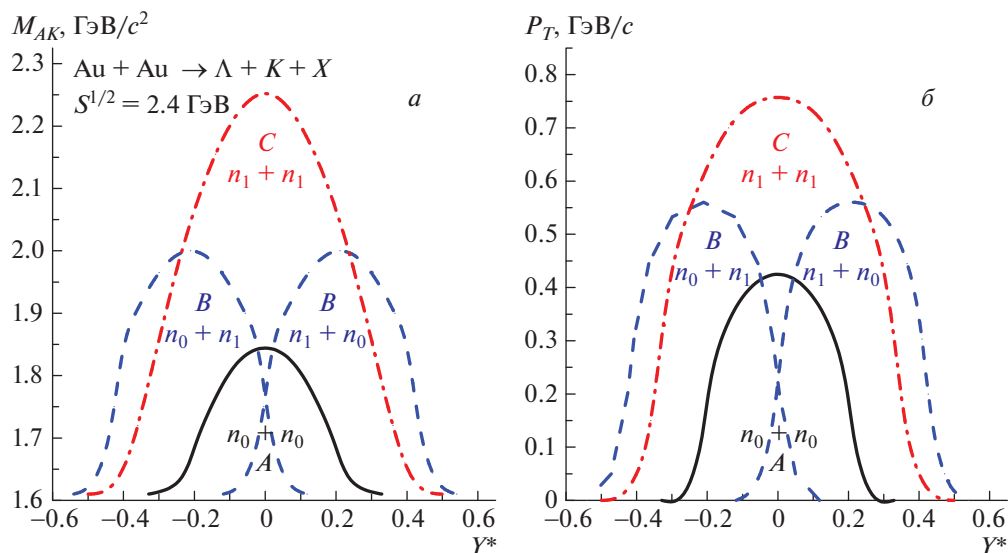 M_{ΛK}, ГэВ/c²
2.3
2.2
2.1
2.0
1.9
1.8
1.7
1.6
Au + Au → Λ + K + X
S^{1/2} = 2.4 ГэВ
а
C
n₁ + n₁
B
n₀ + n₁
B
n₁ + n₀
n₀ + n₀
A
−0.6 −0.4 −0.2 0 0.2 0.4 0.6
Y*
P_T, ГэВ/c
0.8
0.7
0.6
0.5
0.4
0.3
0.2
0.1
0
б
C
n₁ + n₁
B
n₀ + n₁
B
n₁ + n₀
n₀ + n₀
A
−0.6 −0.4 −0.2 0 0.2 0.4 0.6
Y*